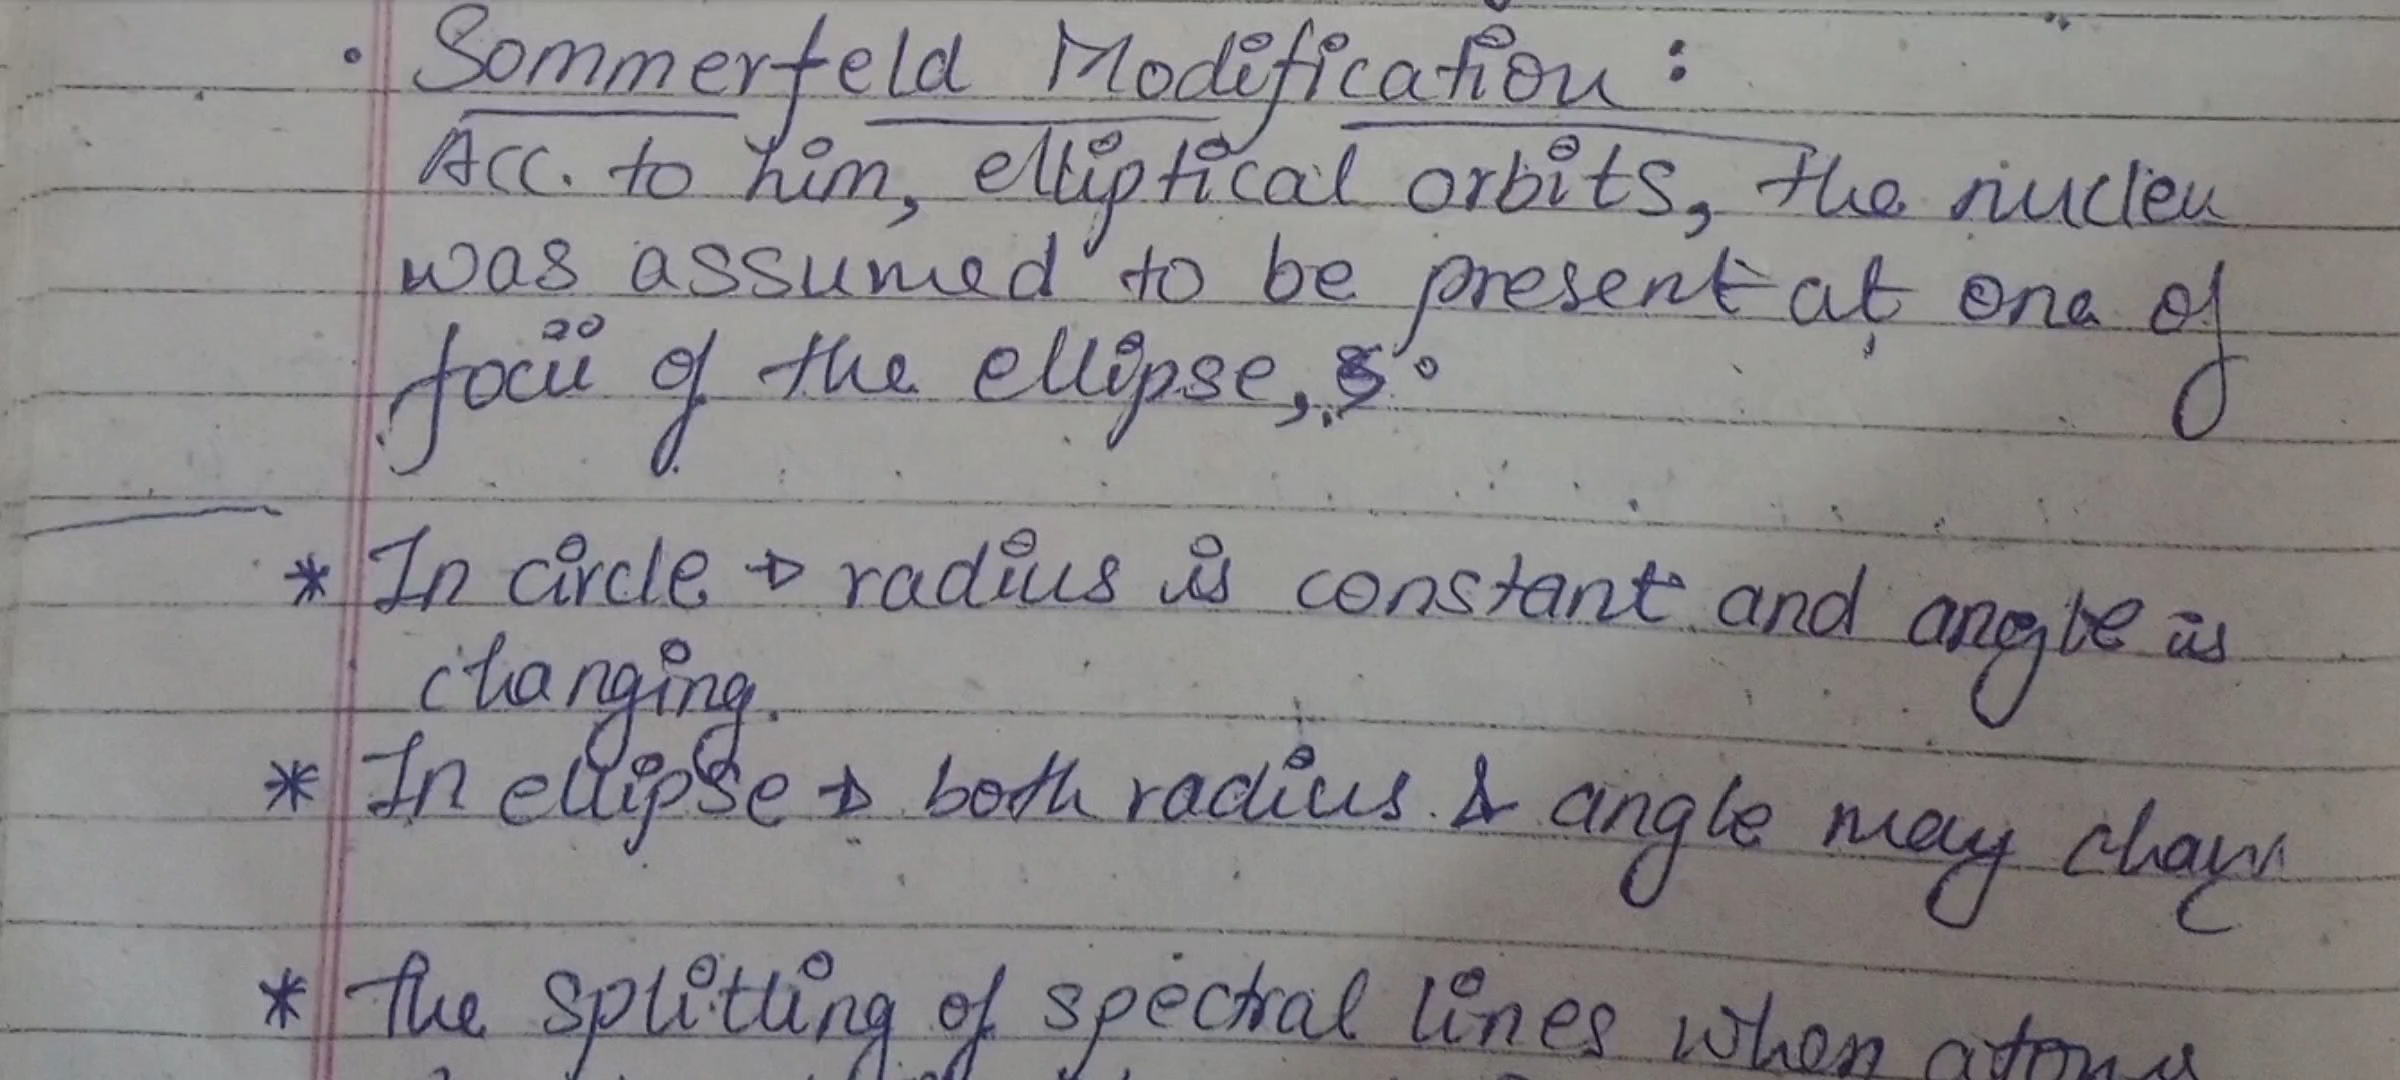 • Sommerfeld Modification :
Acc. to him, elliptical orbits, the nucleu
was assumed to be present at one of
focii of the ellipse,
* In circle → radius is constant and angle is
changing.
* In ellipse → both radius & angle may chang
* The splitting of spectral lines when atoms